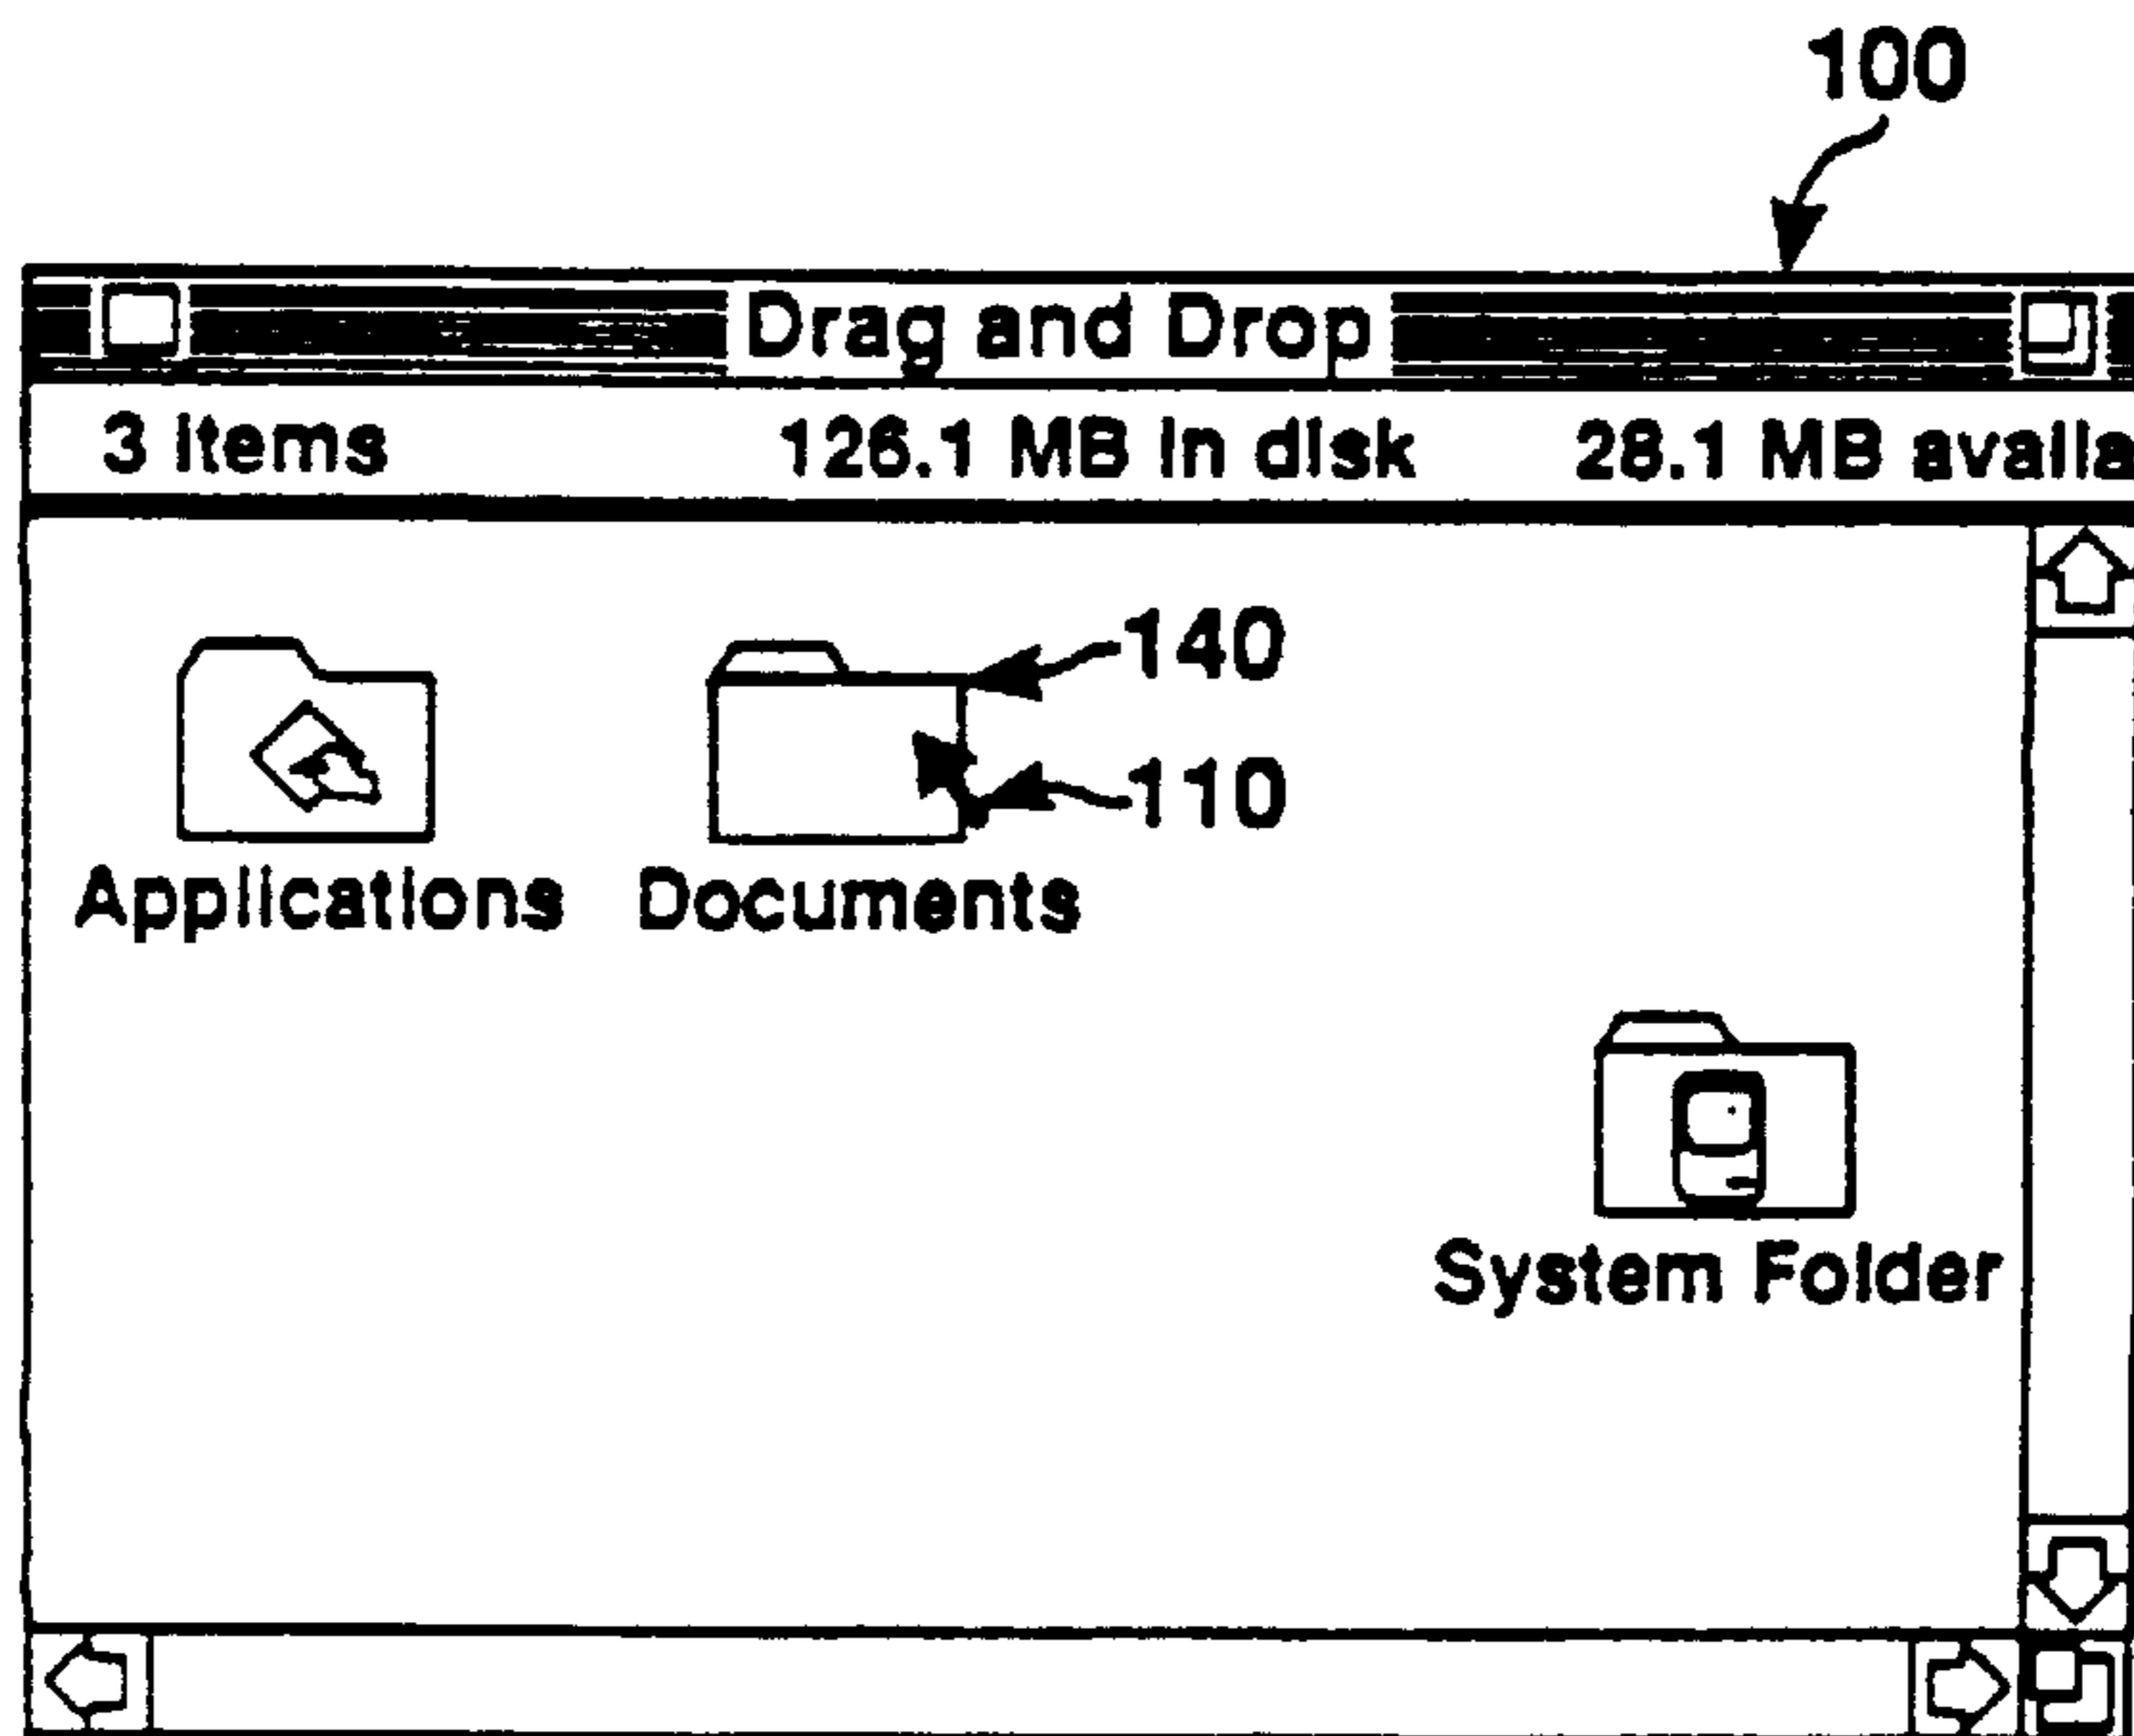 100
Drag and Drop
3 items 126.1 MB in disk 28.1 MB availa
140
110
Applications Documents
System Folder